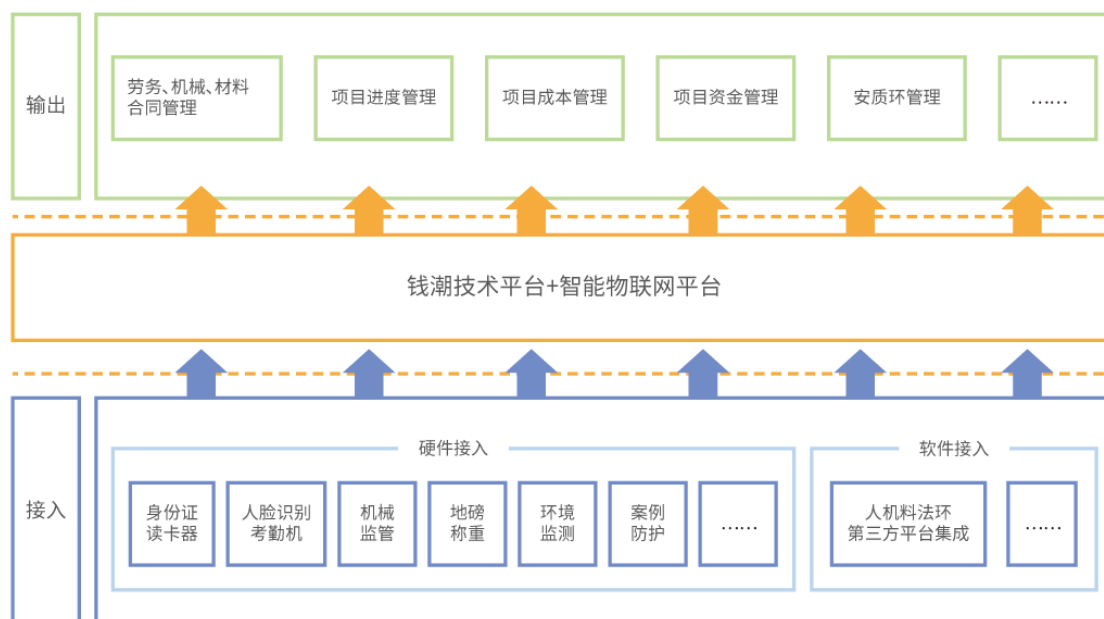 输出
劳务、机械、材料
合同管理
项目进度管理
项目成本管理
项目资金管理
安质环管理
……
钱潮技术平台+智能物联网平台
接入
硬件接入
身份证
读卡器
人脸识别
考勤机
机械
监管
地磅
称重
环境
监测
案例
防护
……
软件接入
人机料法环
第三方平台集成
……